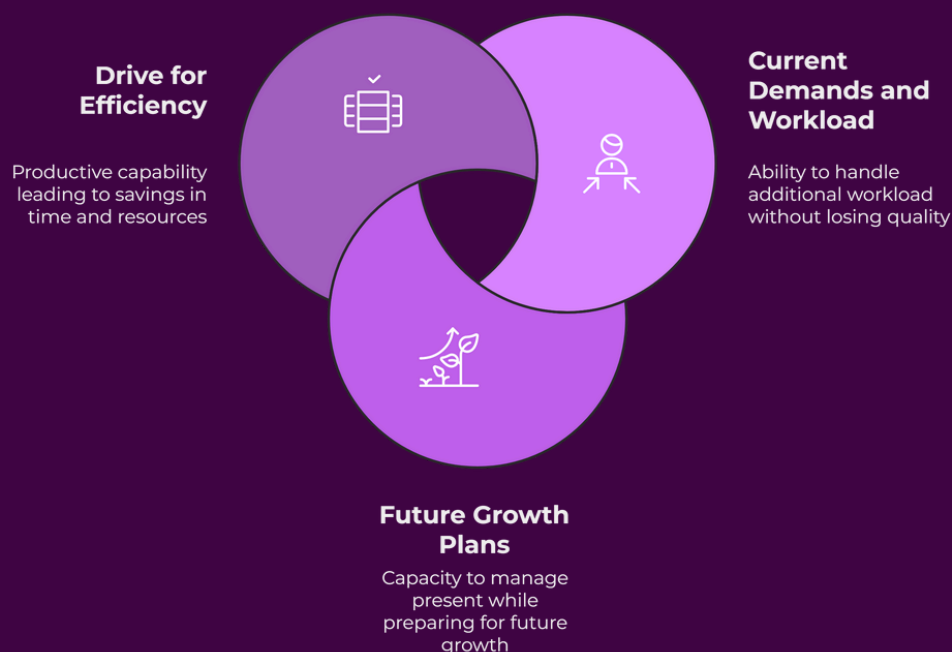 Drive for
Efficiency
Productive capability
leading to savings in
time and resources
Current
Demands and
Workload
Ability to handle
additional workload
without losing quality
Future Growth
Plans
Capacity to manage
present while
preparing for future
growth